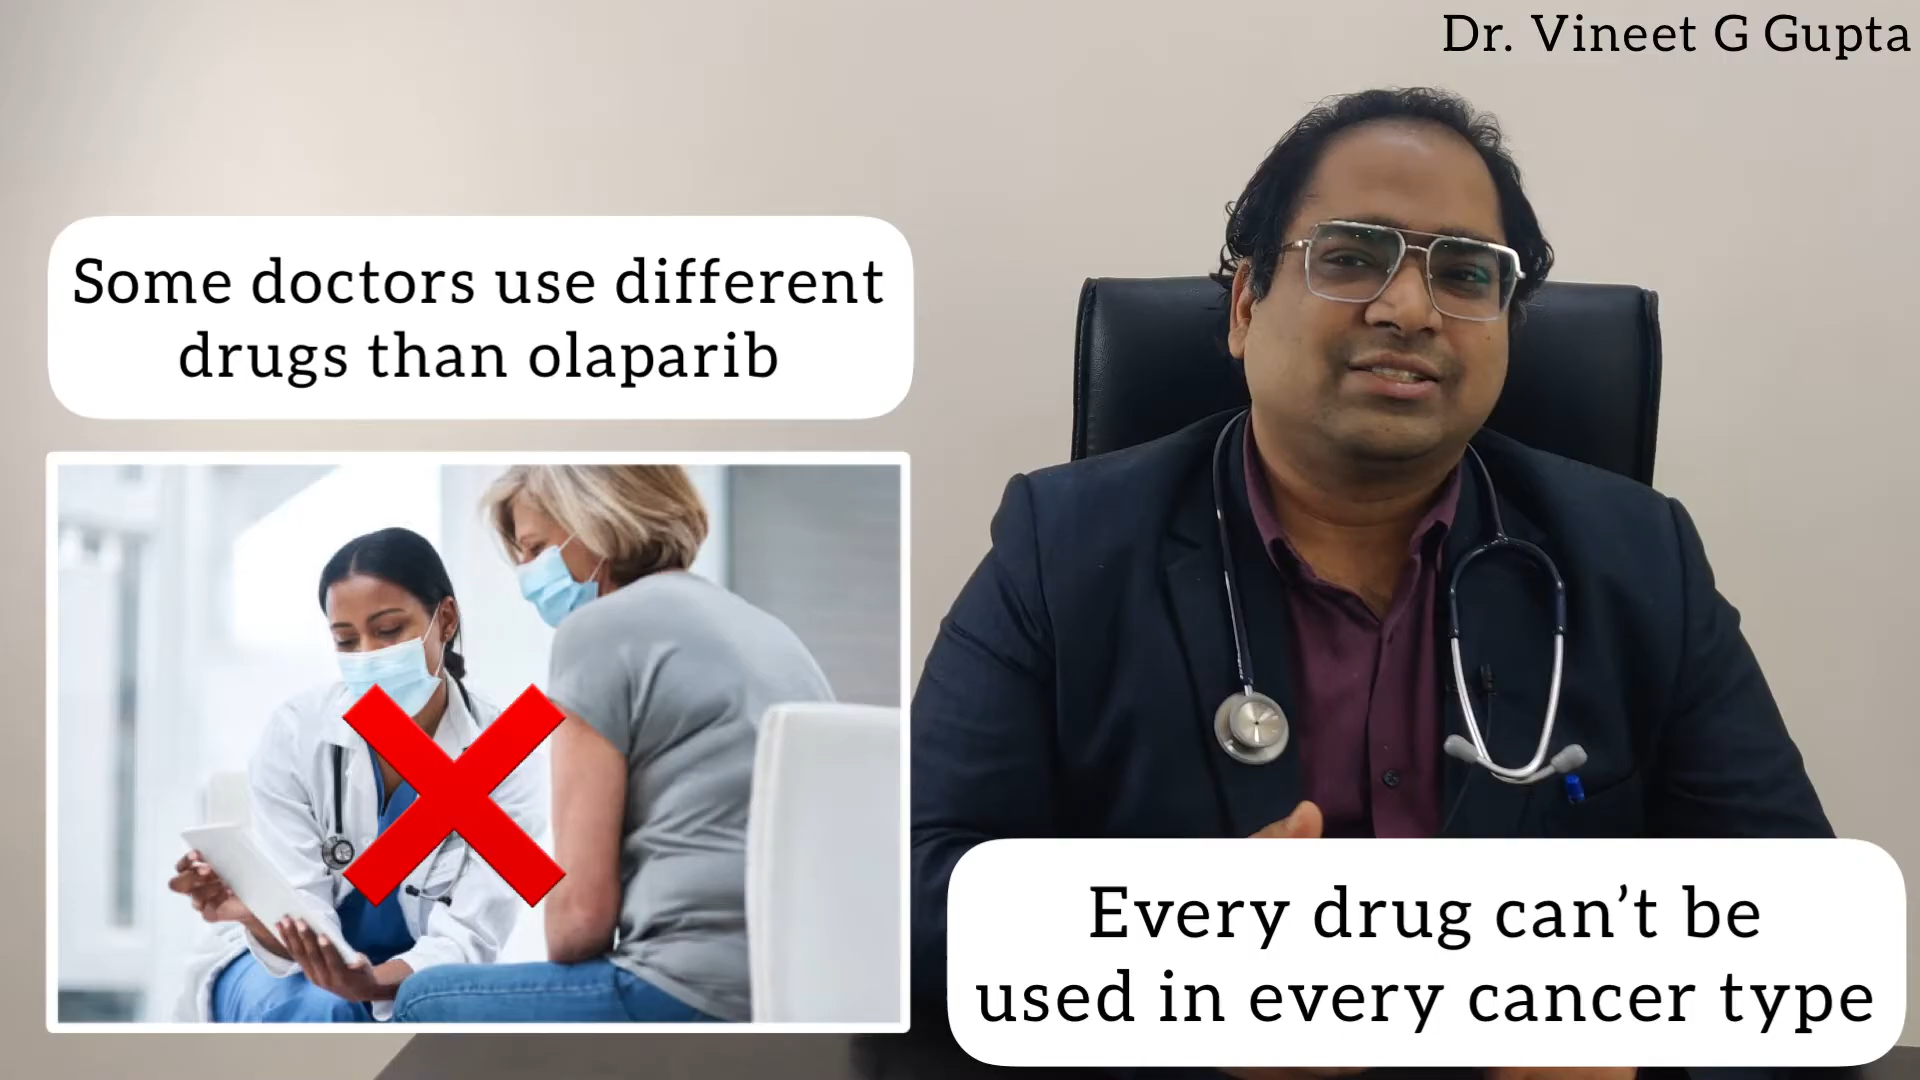 Dr. Vineet G Gupta
Some doctors use different
drugs than olaparib
Every drug can’t be
used in every cancer type